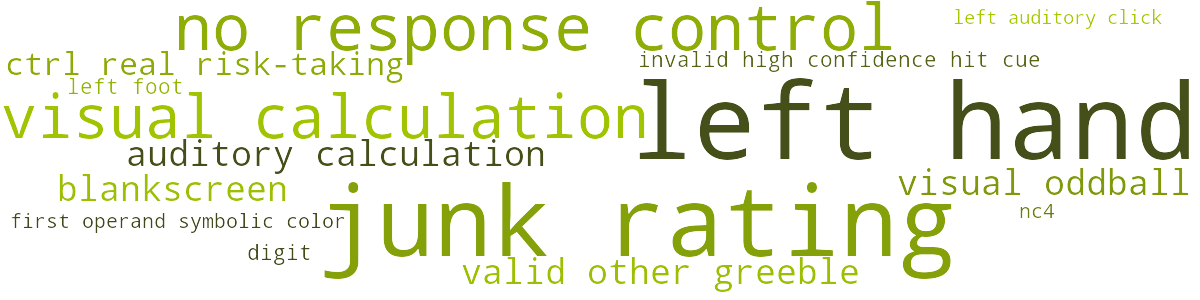 no response control
left auditory click
ctrl real risk-taking
invalid high confidence hit cue
left foot
visual calculation
left hand
auditory calculation
blankscreen
visual oddball
first operand symbolic color
junk rating
nc4
digit
valid other greeble